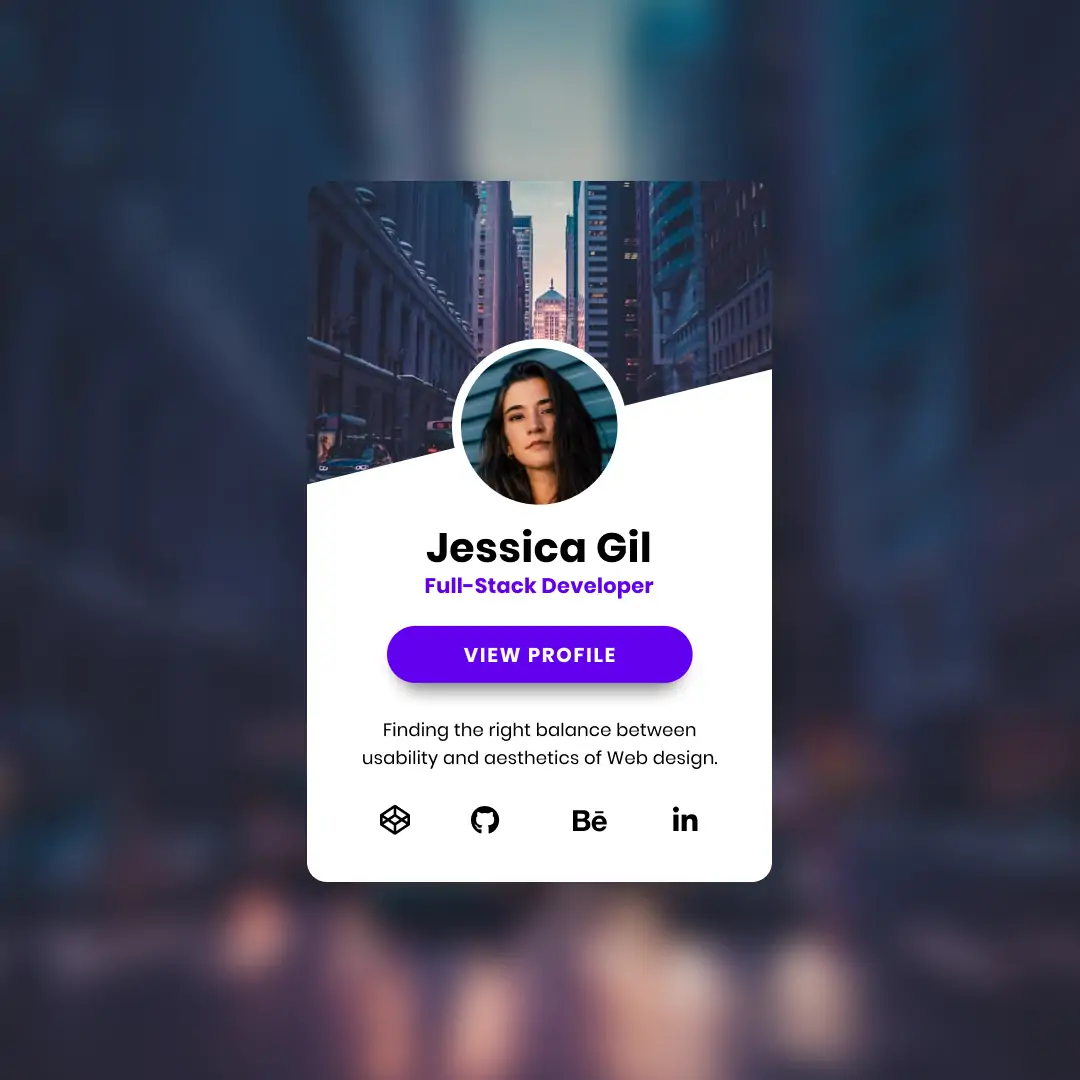 Jessica Gil
Full-Stack Developer
VIEW PROFILE
Finding the right balance between
usability and aesthetics of Web design.
Bē in